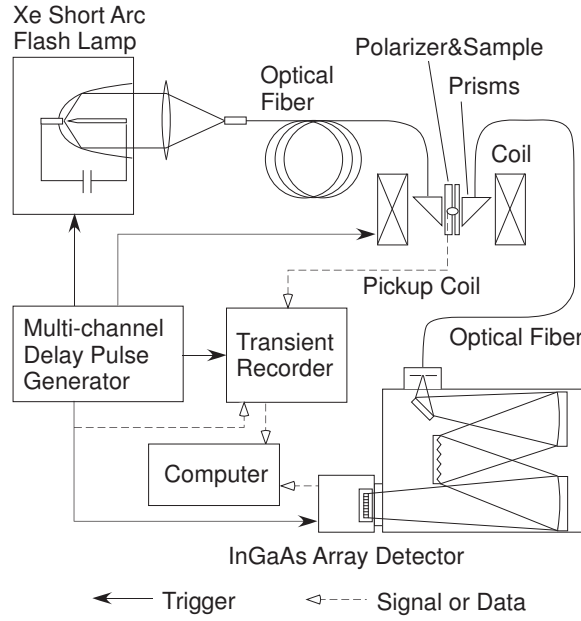 Xe Short Arc
Flash Lamp
Optical
Fiber
Polarizer&Sample
Prisms
Coil
Pickup Coil
Multi-channel
Delay Pulse
Generator
Transient
Recorder
Optical Fiber
Computer
InGaAs Array Detector
Trigger
Signal or Data